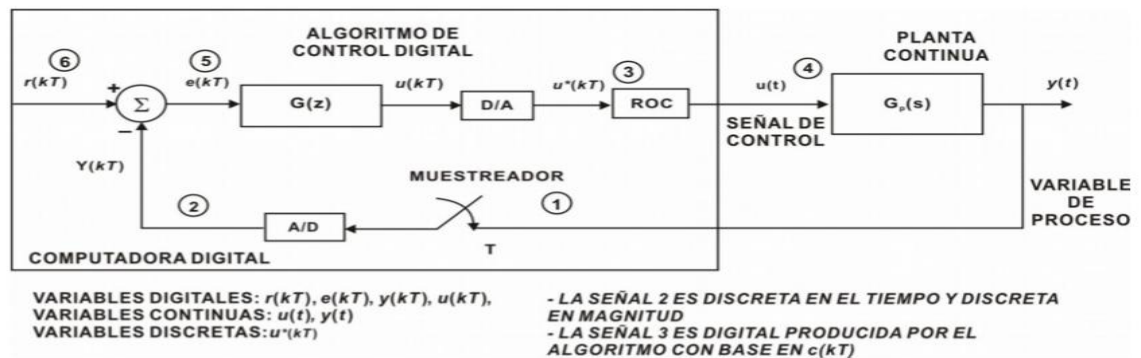 ALGORITMO DE
CONTROL DIGITAL
PLANTA
CONTINUA
6
r(kT)
+
Σ
−
5
e(kT)
G(z)
u(kT)
D/A
u*(kT)
3
ROC
u(t)
4
SEÑAL DE
CONTROL
Gp(s)
y(t)
Y(kT)
MUESTREADOR
VARIABLE
DE
PROCESO
2
A/D
1
T
COMPUTADORA DIGITAL
VARIABLES DIGITALES: r(kT), e(kT), y(kT), u(kT),
VARIABLES CONTINUAS: u(t), y(t)
VARIABLES DISCRETAS:u*(kT)
- LA SEÑAL 2 ES DISCRETA EN EL TIEMPO Y DISCRETA
EN MAGNITUD
- LA SEÑAL 3 ES DIGITAL PRODUCIDA POR EL
ALGORITMO CON BASE EN c(kT)